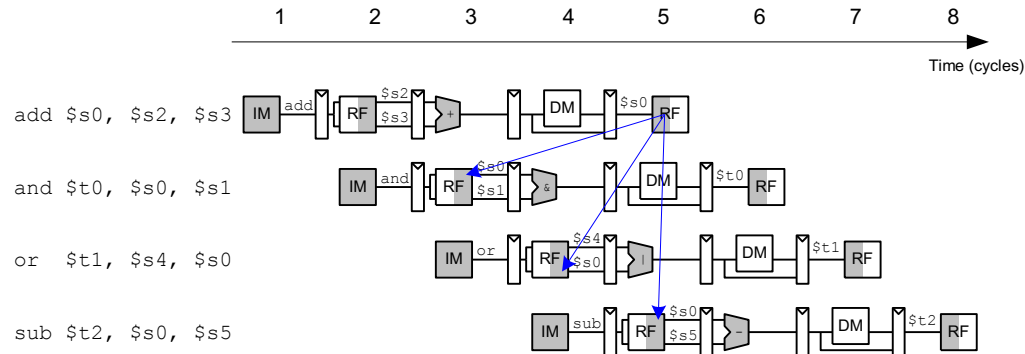 1 2 3 4 5 6 7 8
Time (cycles)
add $s0, $s2, $s3 IM add RF $s2 $s3 + DM $s0 RF
and $t0, $s0, $s1 IM and RF $s0 $s1 & DM $t0 RF
or $t1, $s4, $s0 IM or RF $s4 $s0 | DM $t1 RF
sub $t2, $s0, $s5 IM sub RF $s0 $s5 - DM $t2 RF